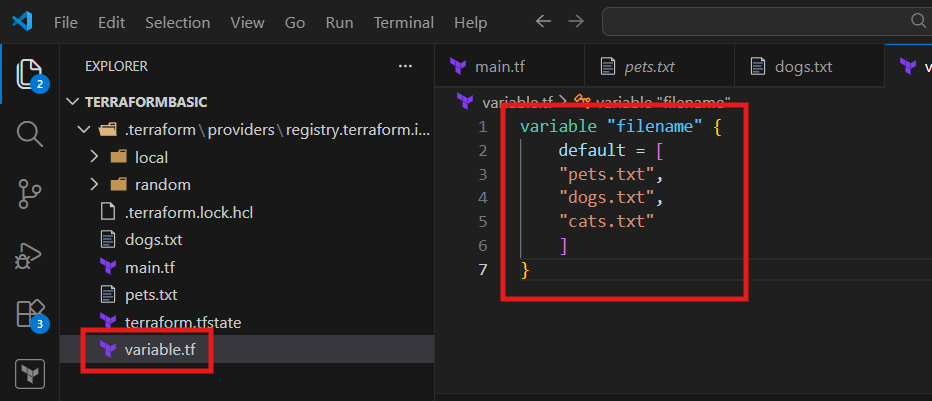 File Edit Selection View Go Run Terminal Help
EXPLORER
2
TERRAFORMBASIC
.terraform\providers\registry.terraform.i...
local
random
.terraform.lock.hcl
dogs.txt
main.tf
pets.txt
terraform.tfstate
3
variable.tf
main.tf pets.txt dogs.txt v
variable.tf > variable "filename"
1 variable "filename" {
2 default = [
3 "pets.txt",
4 "dogs.txt",
5 "cats.txt"
6 ]
7 }